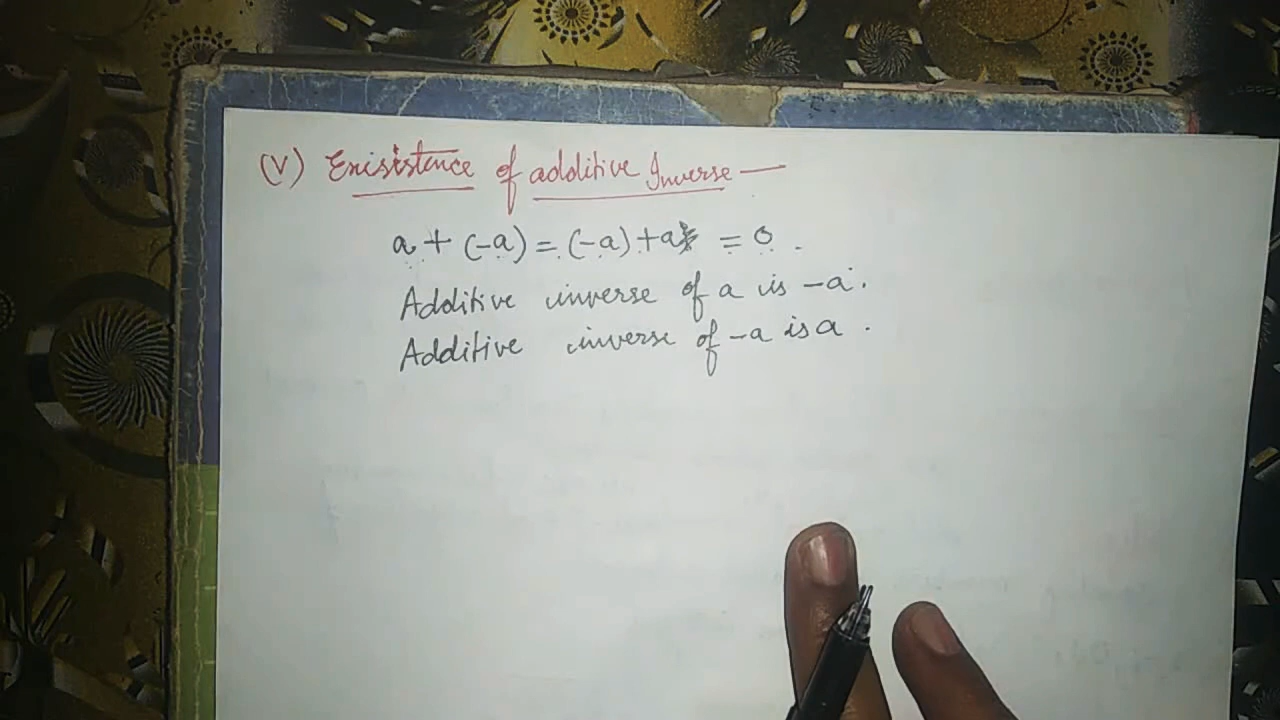 (V) Exisistence of additive Inverse —
a + (-a) = (-a) + a = 0 .
Additive inverse of a is -a .
Additive inverse of -a is a .